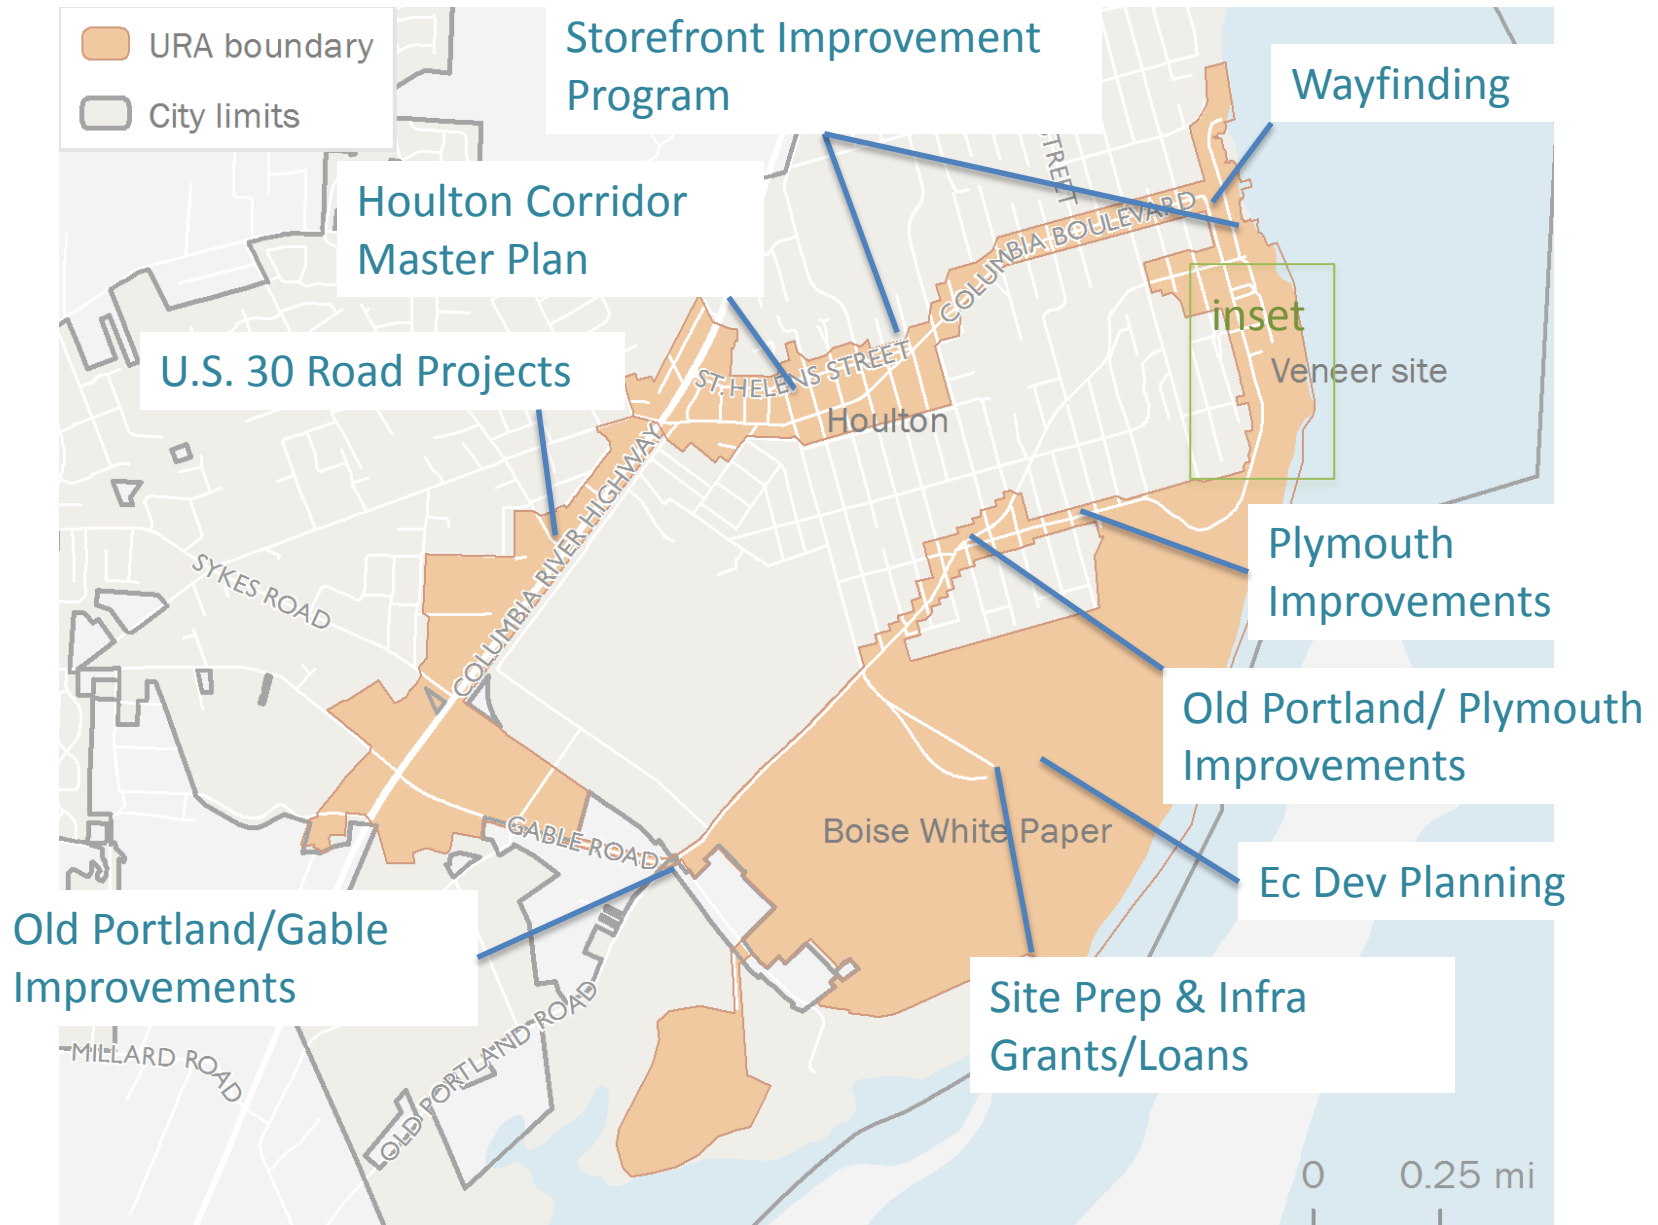 URA boundary
City limits
Storefront Improvement
Program
Wayfinding
Houlton Corridor
Master Plan
TREET
COLUMBIA BOULEVARD
inset
U.S. 30 Road Projects
ST. HELENS STREET
Veneer site
Houlton
COLUMBIA RIVER HIGHWAY
SYKES ROAD
Plymouth
Improvements
Old Portland/ Plymouth
Improvements
Boise White Paper
GABLE ROAD
Ec Dev Planning
Old Portland/Gable
Improvements
Site Prep & Infra
Grants/Loans
OLD PORTLAND ROAD
MILLARD ROAD
0 0.25 mi